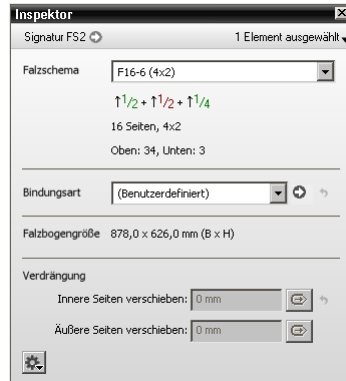 Inspektor
Signatur FS2 1 Element ausgewählt
Falzschema F16-6 (4x2)
↑1/2 + ↑1/2 + ↑1/4
16 Seiten, 4x2
Oben: 34, Unten: 3
Bindungsart (Benutzerdefiniert)
Falzbogengröße 878,0 x 626,0 mm (B x H)
Verdrängung
Innere Seiten verschieben: 0 mm
Äußere Seiten verschieben: 0 mm